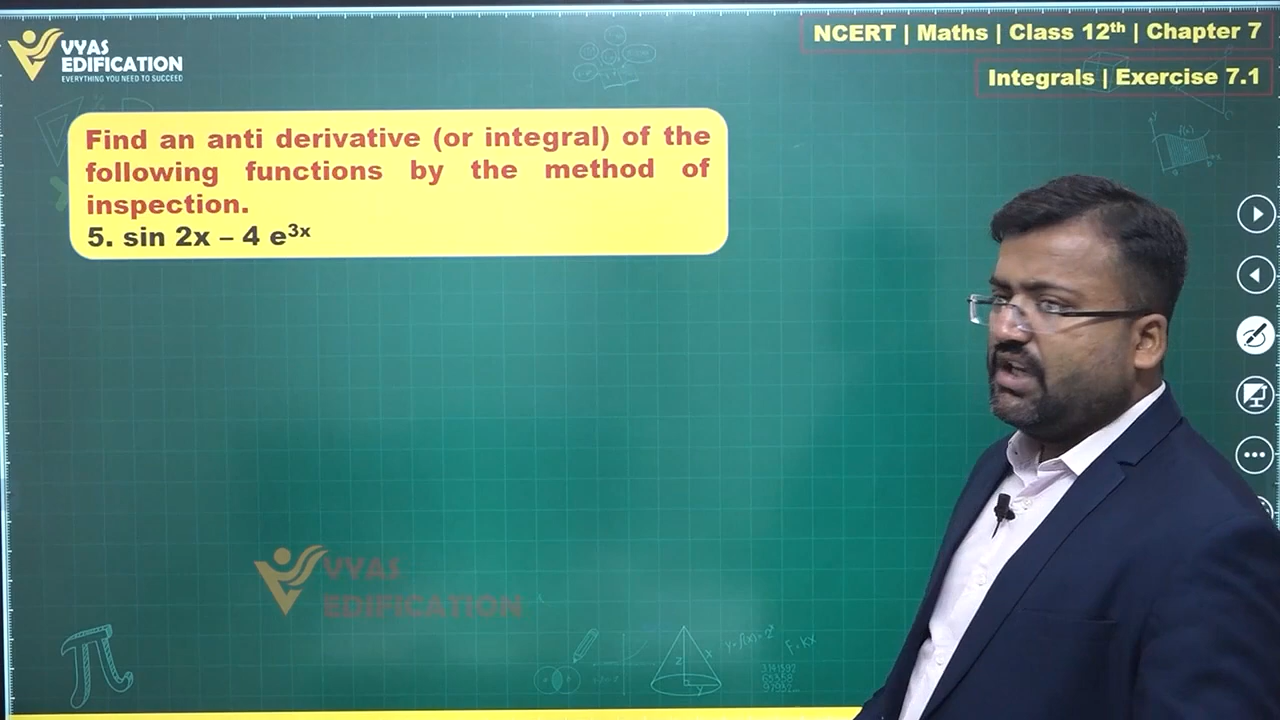 VYAS
EDIFICATION
EVERYTHING YOU NEED TO SUCCEED
NCERT | Maths | Class 12th | Chapter 7
Integrals | Exercise 7.1
Find an anti derivative (or integral) of the
following functions by the method of
inspection.
5. sin 2x – 4 e³ˣ
VYAS
EDIFICATION